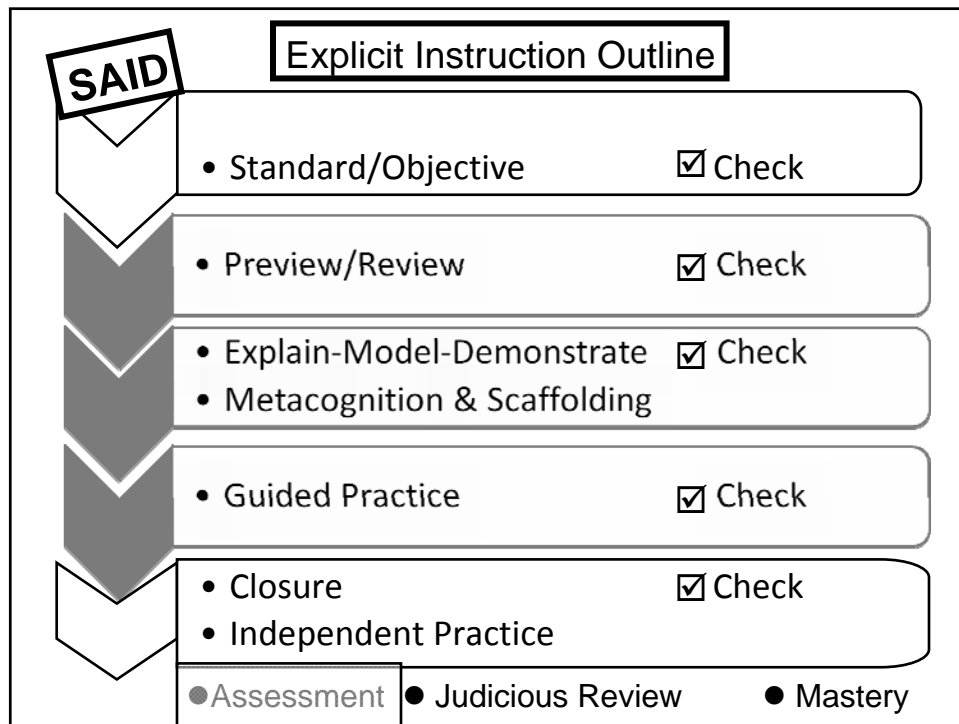 SAID
Explicit Instruction Outline
• Standard/Objective ☑ Check
• Preview/Review ☑ Check
• Explain-Model-Demonstrate ☑ Check
• Metacognition & Scaffolding
• Guided Practice ☑ Check
• Closure ☑ Check
• Independent Practice
●Assessment ● Judicious Review ● Mastery